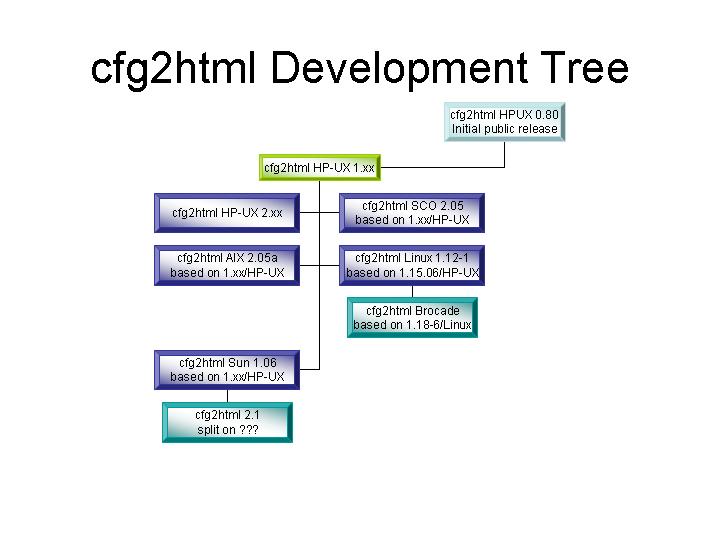 cfg2html Development Tree
cfg2html HPUX 0.80
Initial public release
cfg2html HP-UX 1.xx
cfg2html HP-UX 2.xx
cfg2html SCO 2.05
based on 1.xx/HP-UX
cfg2html AIX 2.05a
based on 1.xx/HP-UX
cfg2html Linux 1.12-1
based on 1.15.06/HP-UX
cfg2html Brocade
based on 1.18-6/Linux
cfg2html Sun 1.06
based on 1.xx/HP-UX
cfg2html 2.1
split on ???